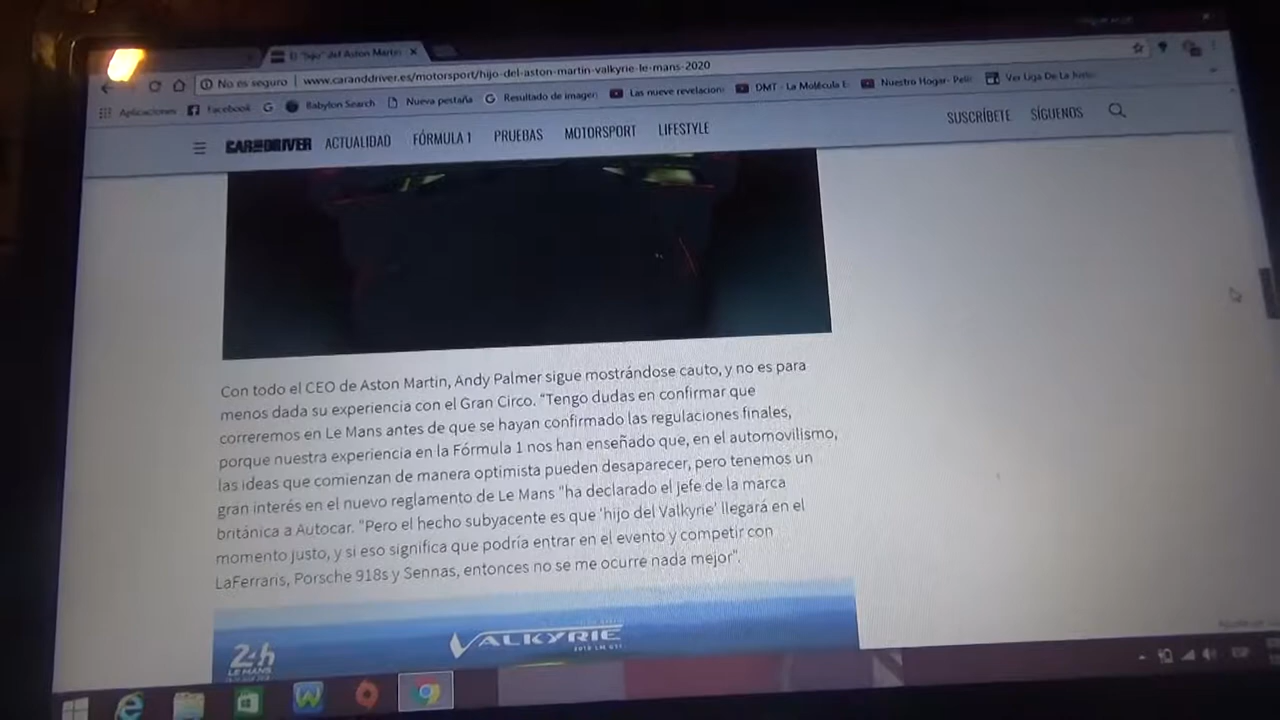 El "hijo" del Aston Martin
No es seguro | www.caranddriver.es/motorsport/hijo-del-aston-martin-valkyrie-le-mans-2020
Aplicaciones Facebook Babylon Search Nueva pestaña Resultado de imagen Las nueve revelacion DMT - La Molécula E Nuestro Hogar- Pelí Ver Liga De La
CAR AND DRIVER ACTUALIDAD FÓRMULA 1 PRUEBAS MOTORSPORT LIFESTYLE SUSCRÍBETE SÍGUENOS
Con todo el CEO de Aston Martin, Andy Palmer sigue mostrándose cauto, y no es para
menos dada su experiencia con el Gran Circo. "Tengo dudas en confirmar que
correremos en Le Mans antes de que se hayan confirmado las regulaciones finales,
porque nuestra experiencia en la Fórmula 1 nos han enseñado que, en el automovilismo,
las ideas que comienzan de manera optimista pueden desaparecer, pero tenemos un
gran interés en el nuevo reglamento de Le Mans "ha declarado el jefe de la marca
británica a Autocar. "Pero el hecho subyacente es que 'hijo del Valkyrie' llegará en el
momento justo, y si eso significa que podría entrar en el evento y competir con
LaFerraris, Porsche 918s y Sennas, entonces no se me ocurre nada mejor".
24h
LE MANS
VALKYRIE
ESP